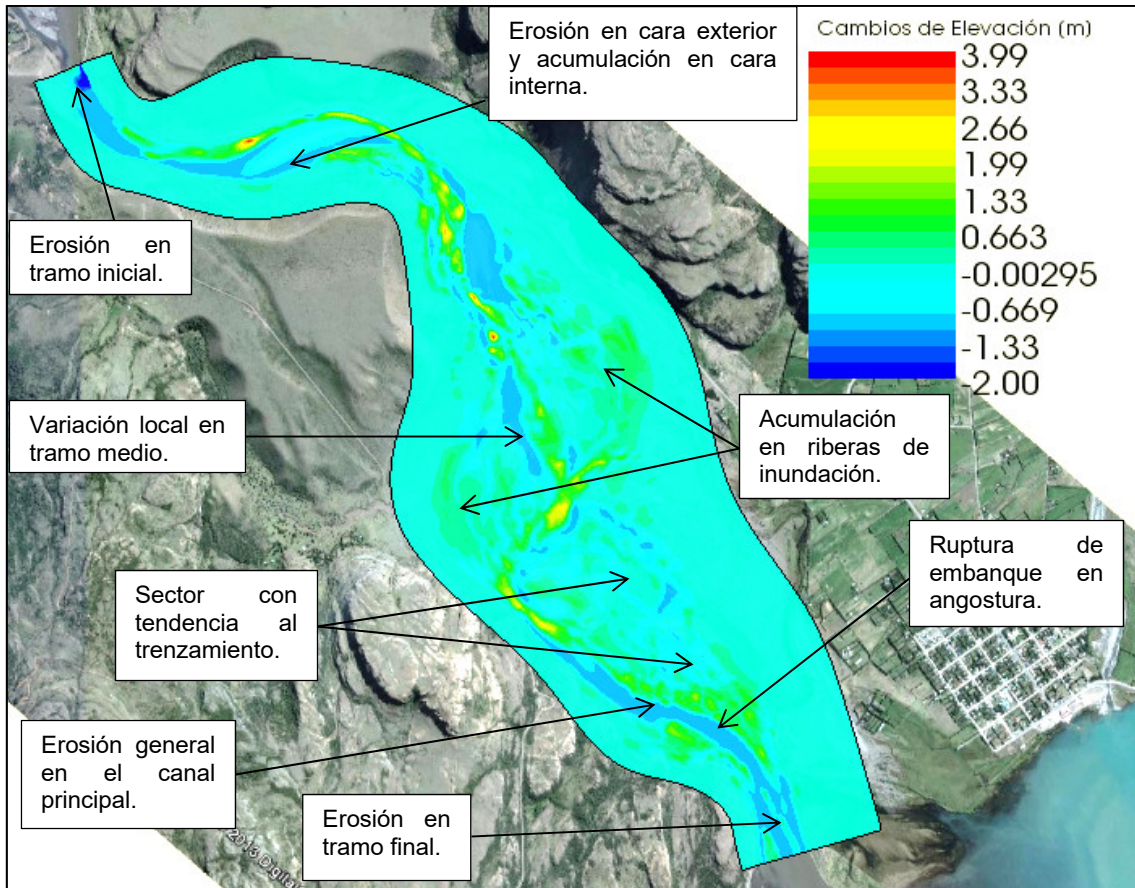 Erosión en cara exterior
y acumulación en cara
interna.
Cambios de Elevación (m)
3.99
3.33
2.66
1.99
1.33
0.663
-0.00295
-0.669
-1.33
-2.00
Erosión en
tramo inicial.
Variación local en
tramo medio.
Acumulación
en riberas de
inundación.
Ruptura de
embanque en
angostura.
Sector con
tendencia al
trenzamiento.
Erosión general
en el canal
principal.
Erosión en
tramo final.
2013 Digital